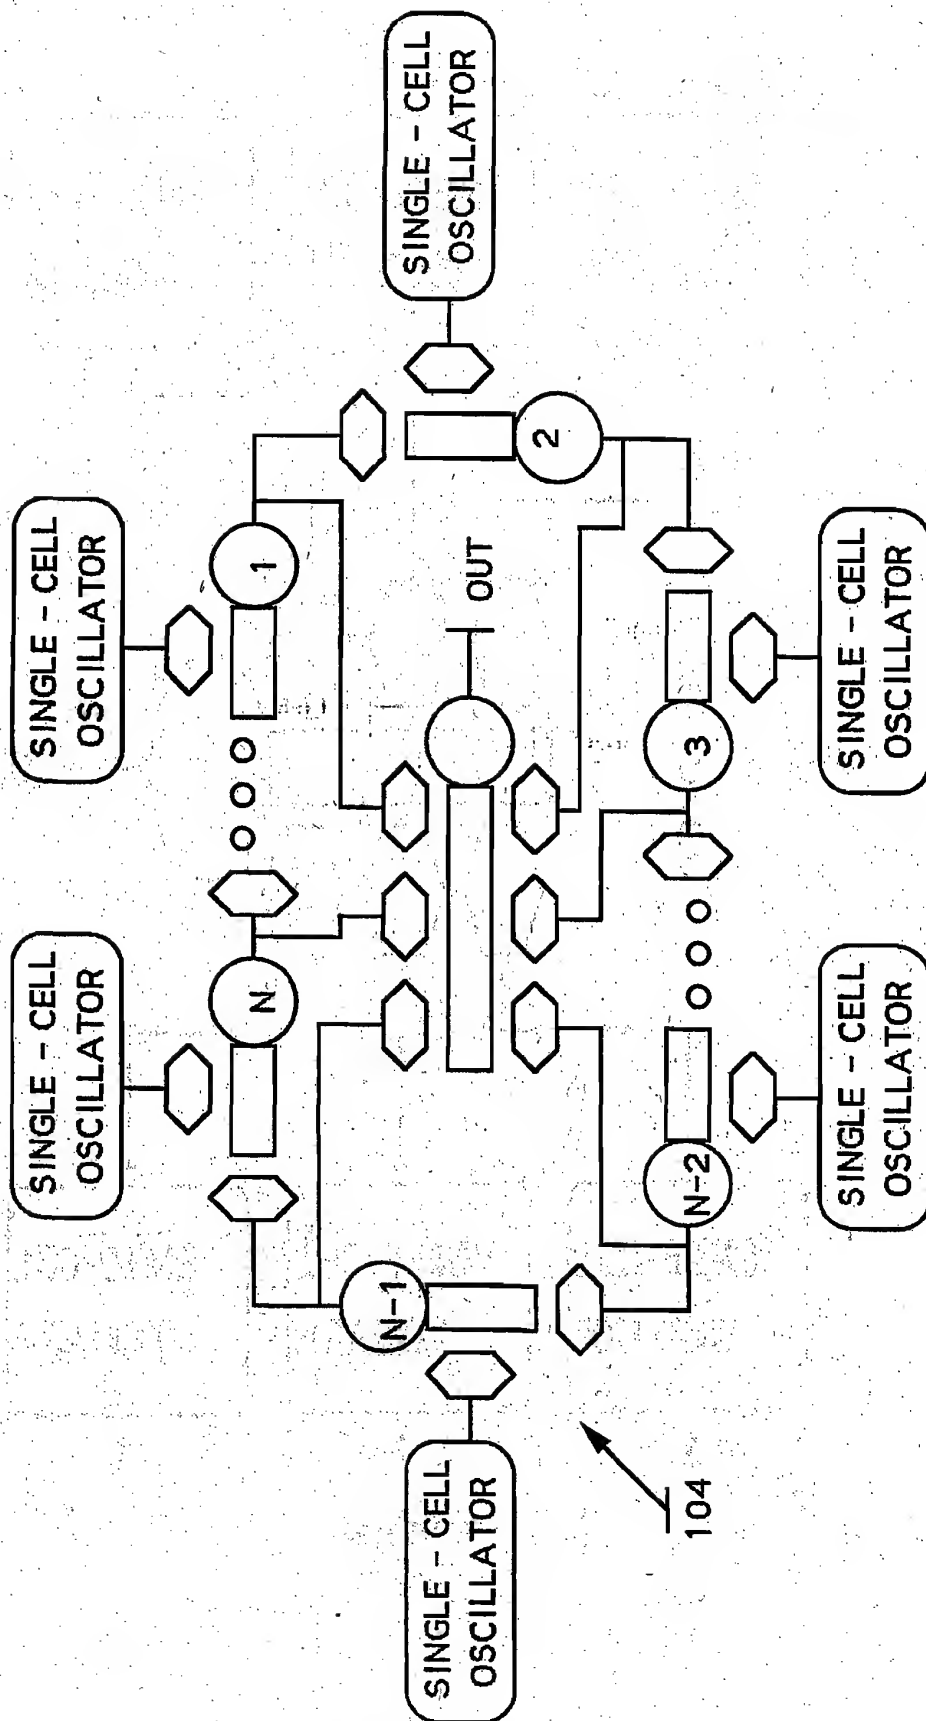 SINGLE - CELL
OSCILLATOR
SINGLE - CELL
OSCILLATOR
N
1
SINGLE - CELL
OSCILLATOR
N-1
OUT
2
SINGLE - CELL
OSCILLATOR
N-2
3
104
SINGLE - CELL
OSCILLATOR
SINGLE - CELL
OSCILLATOR